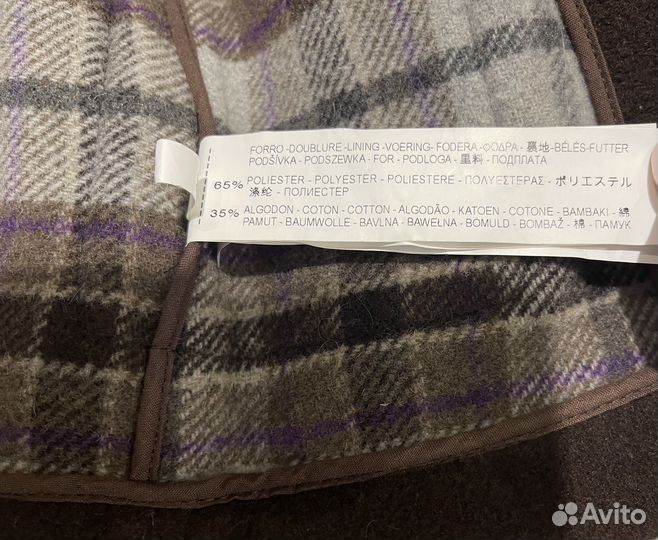 FORRO -DOUBLURE -LINING -VOERING- FODERA -ΦΟΔΡΑ - 裏地 -BÉLÉS-FUTTER
PODŠÍVKA - PODSZEWKA - FOR - PODLOGA - 里料 - ПОДПЛАТА
65% POLIESTER - POLYESTER - POLIESTERE - ΠΟΛΥΕΣΤΕΡΑΣ - ポリエステル
涤纶 - ПОЛИЕСТЕР
35% ALGODON - COTON - COTTON - ALGODÃO - KATOEN - COTONE - BAMBAKI - 綿
PAMUT - BAUMWOLLE - BAVLNA - BAWEŁNA - BOMULD - BOMBAŽ - 棉 - ПАМУК
Avito